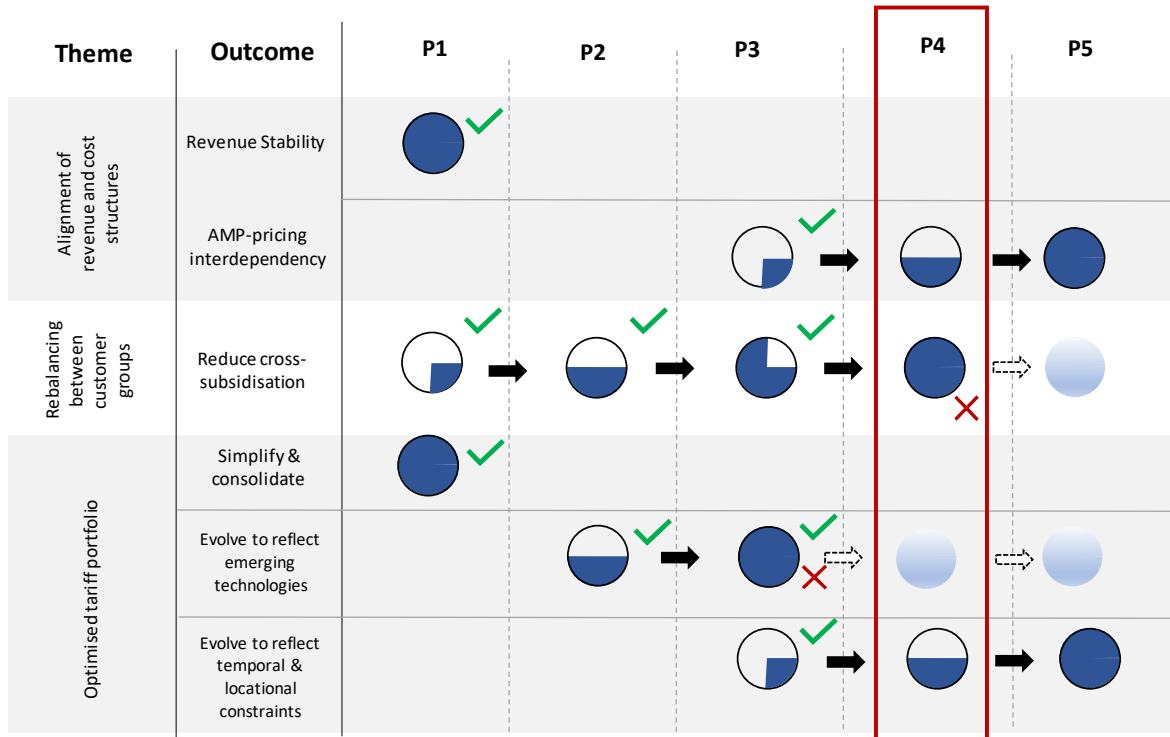 Theme
Outcome
P1
P2
P3
P4
P5
Alignment of
revenue and cost
structures
Revenue Stability
AMP-pricing
interdependency
Rebalancing
between
customer
groups
Reduce cross-
subsidisation
Optimised tariff portfolio
Simplify &
consolidate
Evolve to reflect
emerging
technologies
Evolve to reflect
temporal &
locational
constraints